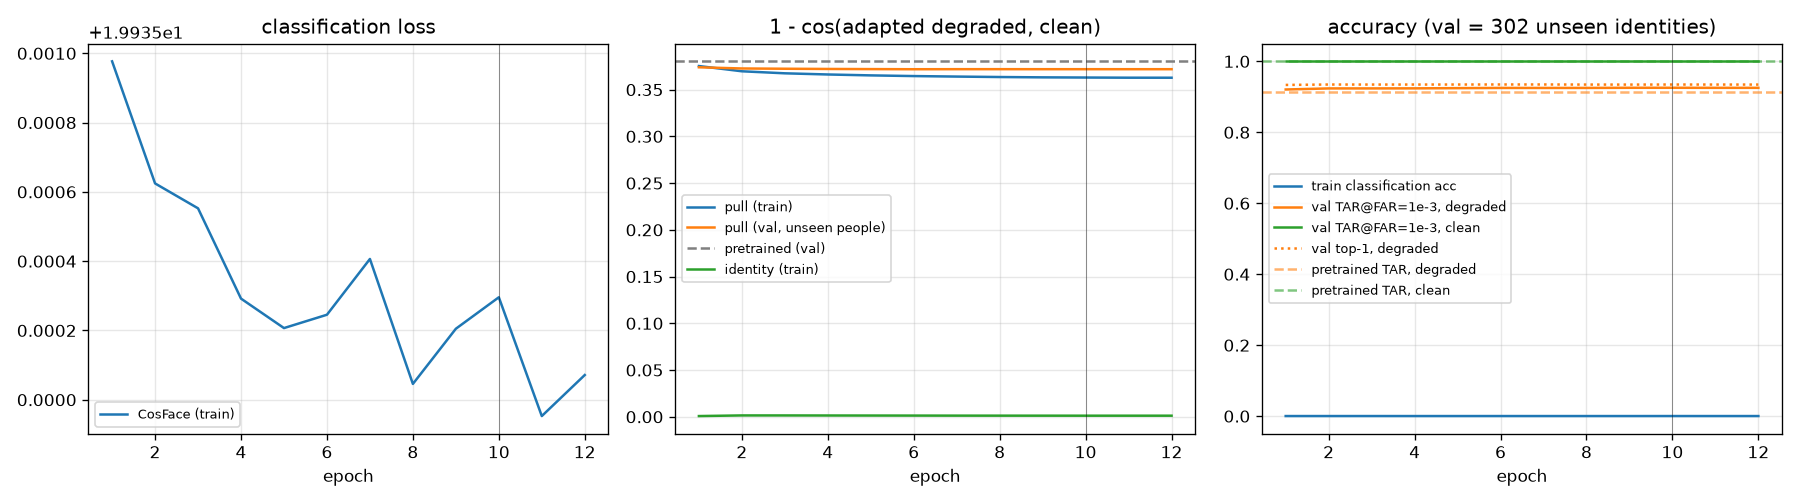 classification loss
+1.9935e1
0.0010
0.0008
0.0006
0.0004
0.0002
0.0000
CosFace (train)
2 4 6 8 10 12
epoch
1 - cos(adapted degraded, clean)
0.35
0.30
0.25
0.20
0.15
0.10
0.05
0.00
pull (train)
pull (val, unseen people)
pretrained (val)
identity (train)
2 4 6 8 10 12
epoch
accuracy (val = 302 unseen identities)
1.0
0.8
0.6
0.4
0.2
0.0
train classification acc
val TAR@FAR=1e-3, degraded
val TAR@FAR=1e-3, clean
val top-1, degraded
pretrained TAR, degraded
pretrained TAR, clean
2 4 6 8 10 12
epoch